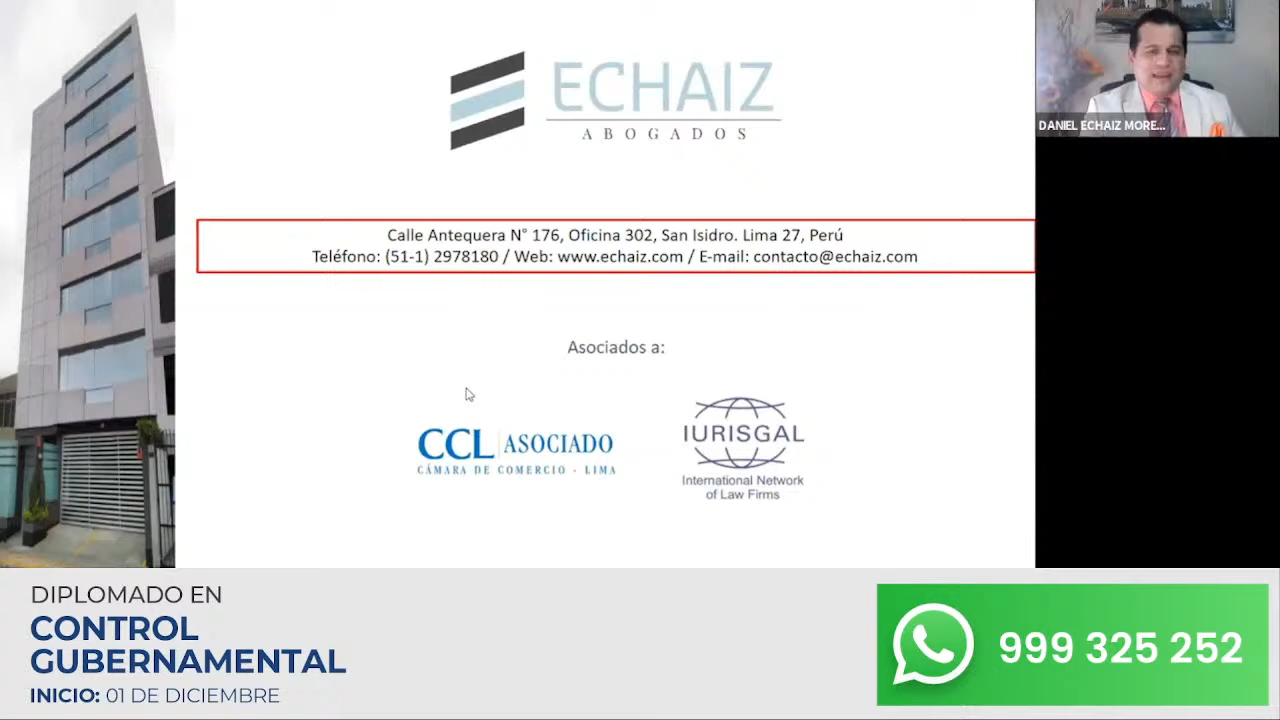 ECHAIZ
ABOGADOS
DANIEL ECHAIZ MORE...
Calle Antequera N° 176, Oficina 302, San Isidro. Lima 27, Perú
Teléfono: (51-1) 2978180 / Web: www.echaiz.com / E-mail: contacto@echaiz.com
Asociados a:
CCL ASOCIADO
CÁMARA DE COMERCIO - LIMA
IURISGAL
International Network
of Law Firms
DIPLOMADO EN
CONTROL
GUBERNAMENTAL
INICIO: 01 DE DICIEMBRE
999 325 252